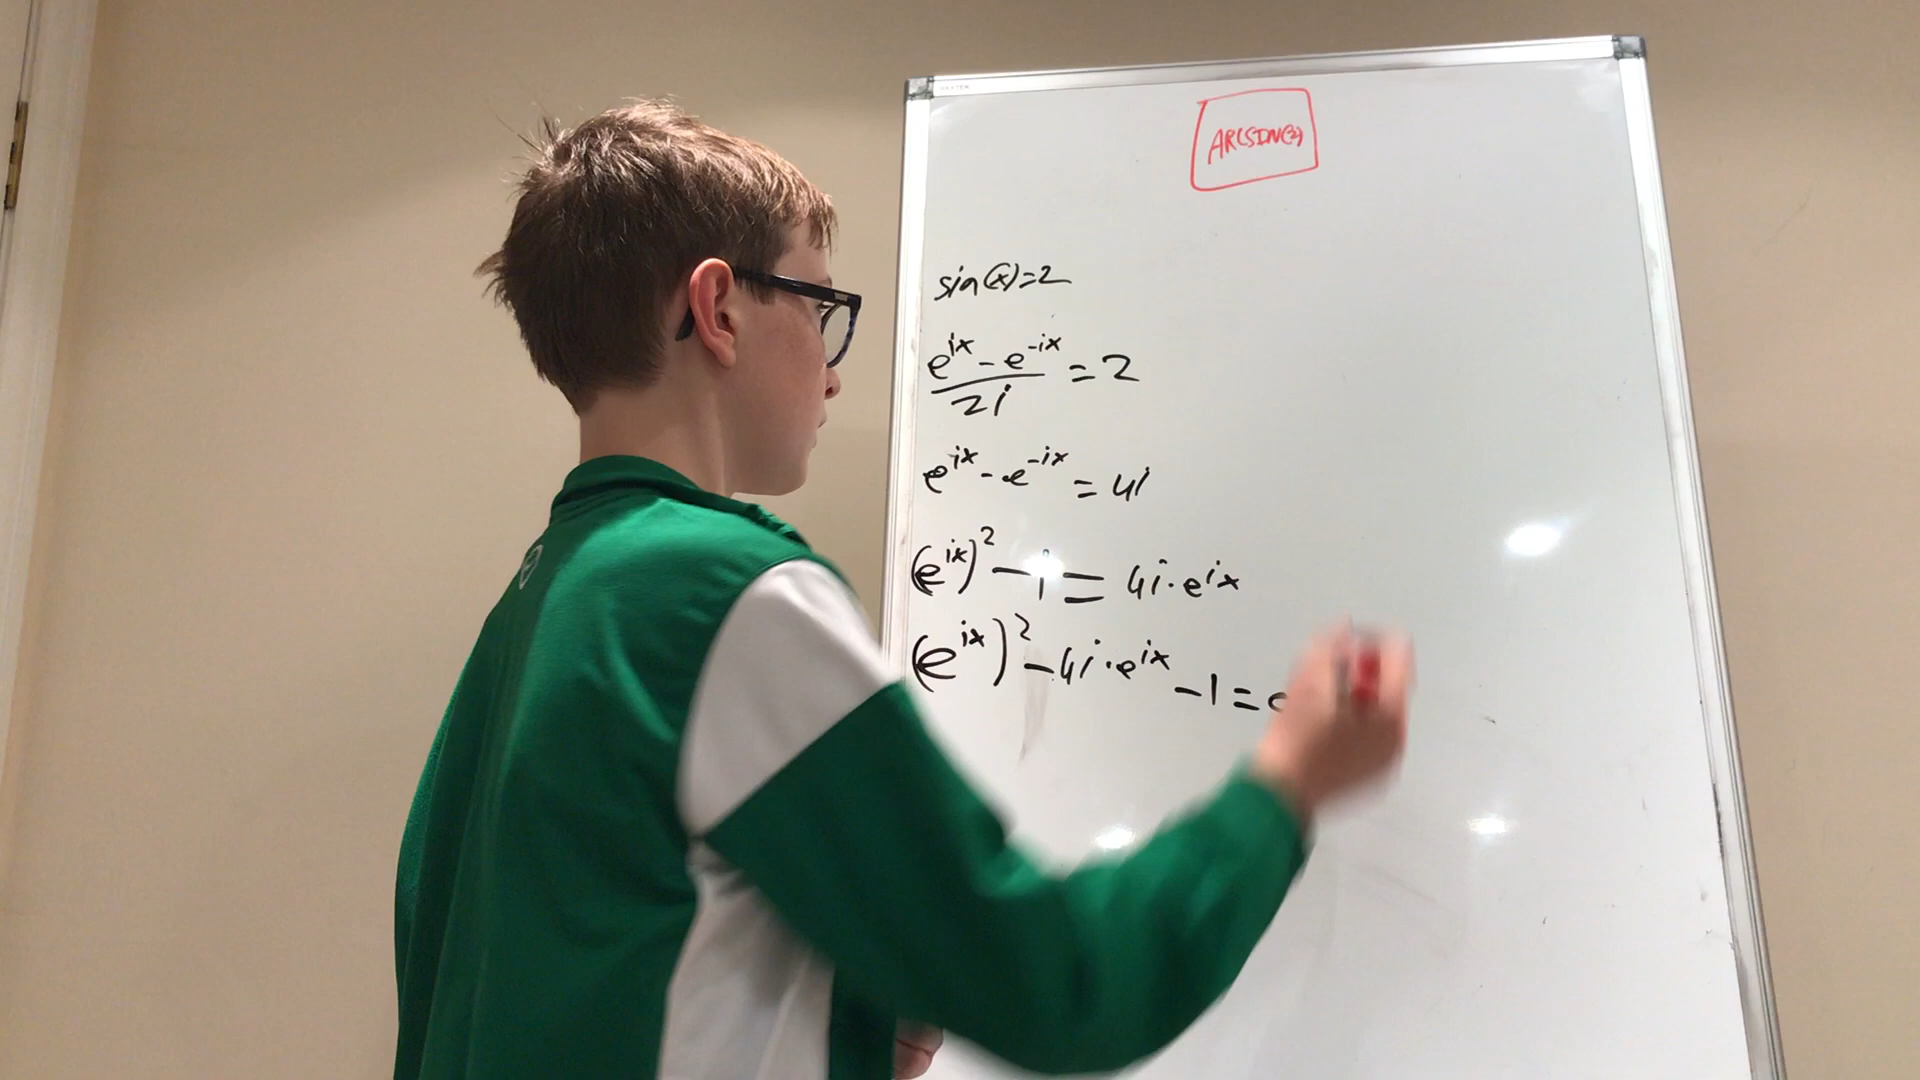 ARCSIN(2)
sin(x)=2
e^ix - e^-ix / 2i = 2
e^ix - e^-ix = 4i
(e^ix)^2 - 1 = 4i·e^ix
(e^ix)^2 - 4i·e^ix - 1 = 0